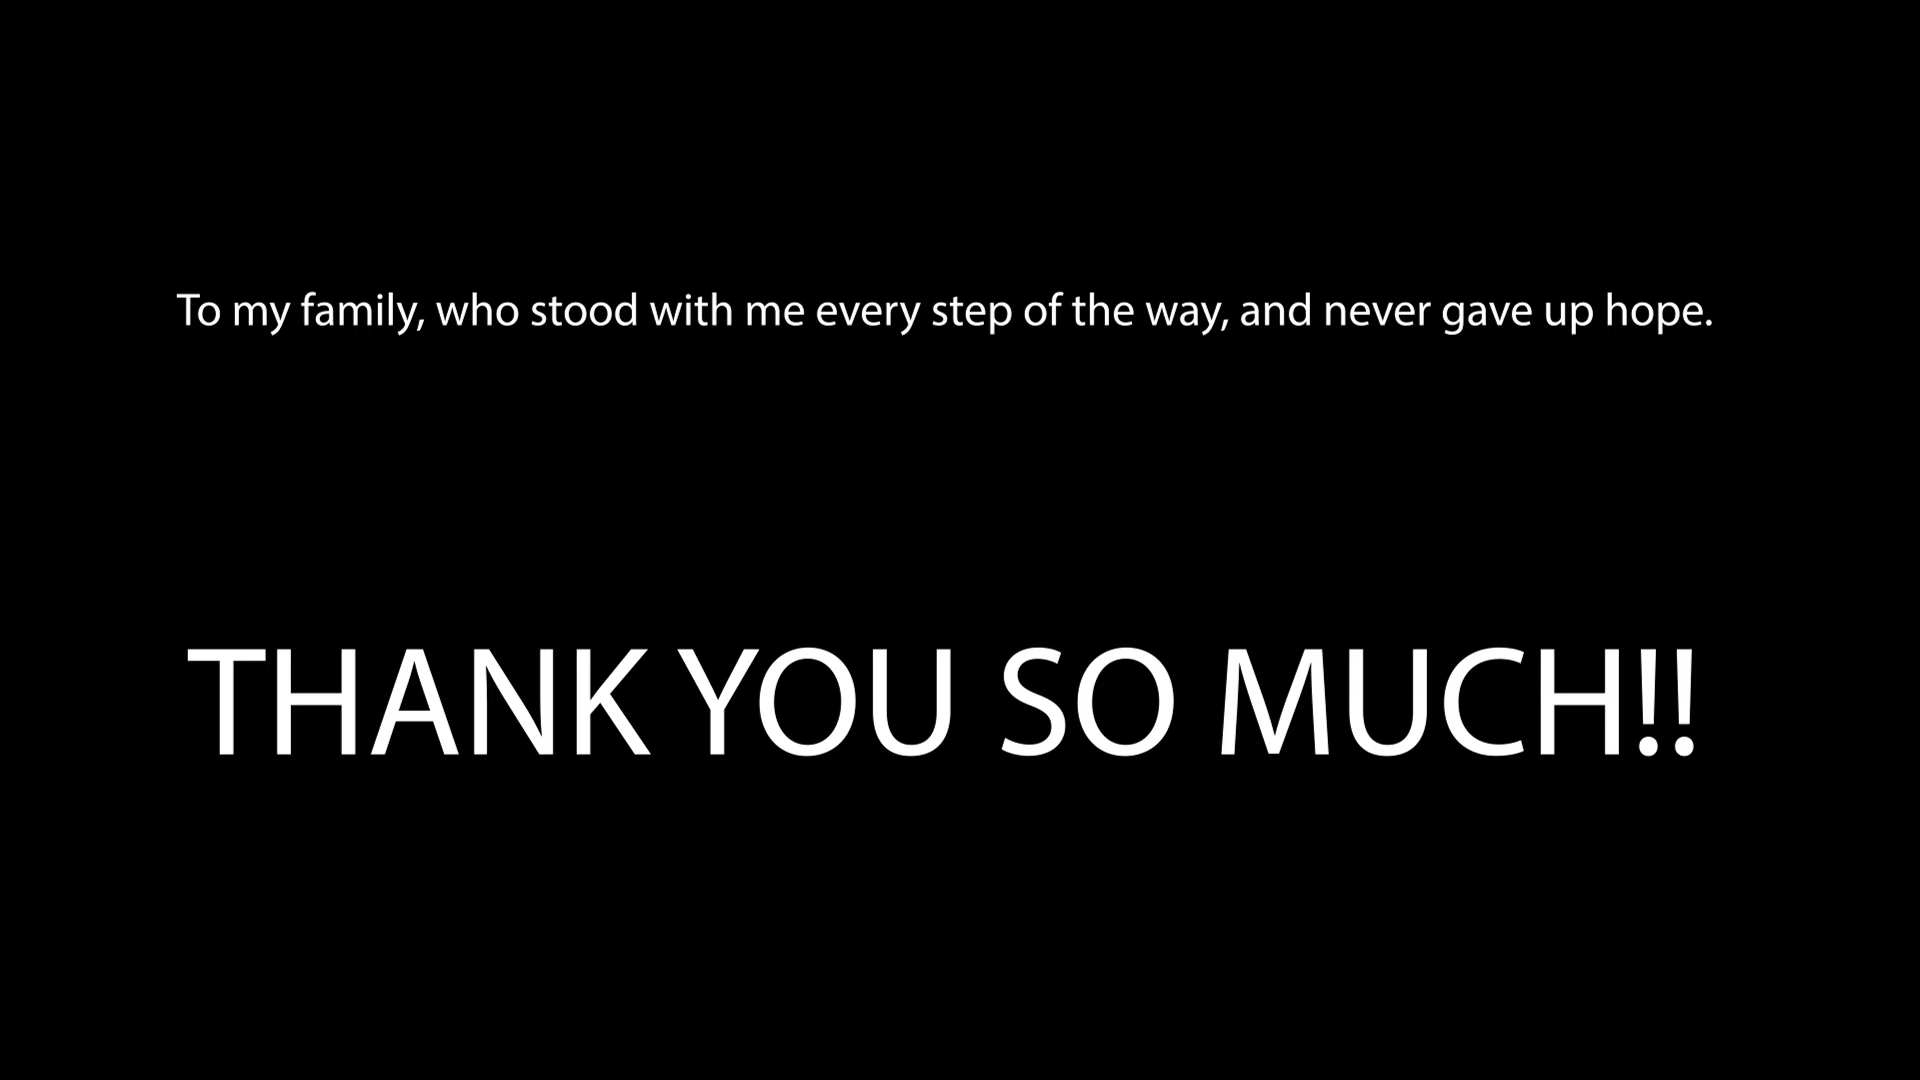 To my family, who stood with me every step of the way, and never gave up hope.
THANK YOU SO MUCH!!